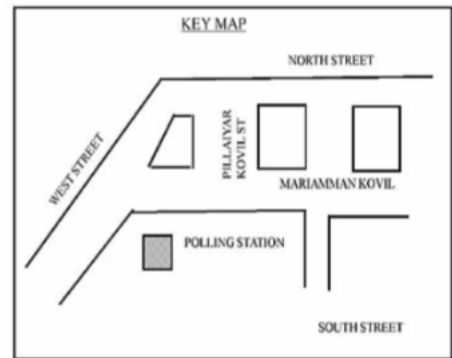 KEY MAP
NORTH STREET
WEST STREET
PILLAIYAR
KOVIL ST
MARIAMMAN KOVIL
POLLING STATION
SOUTH STREET